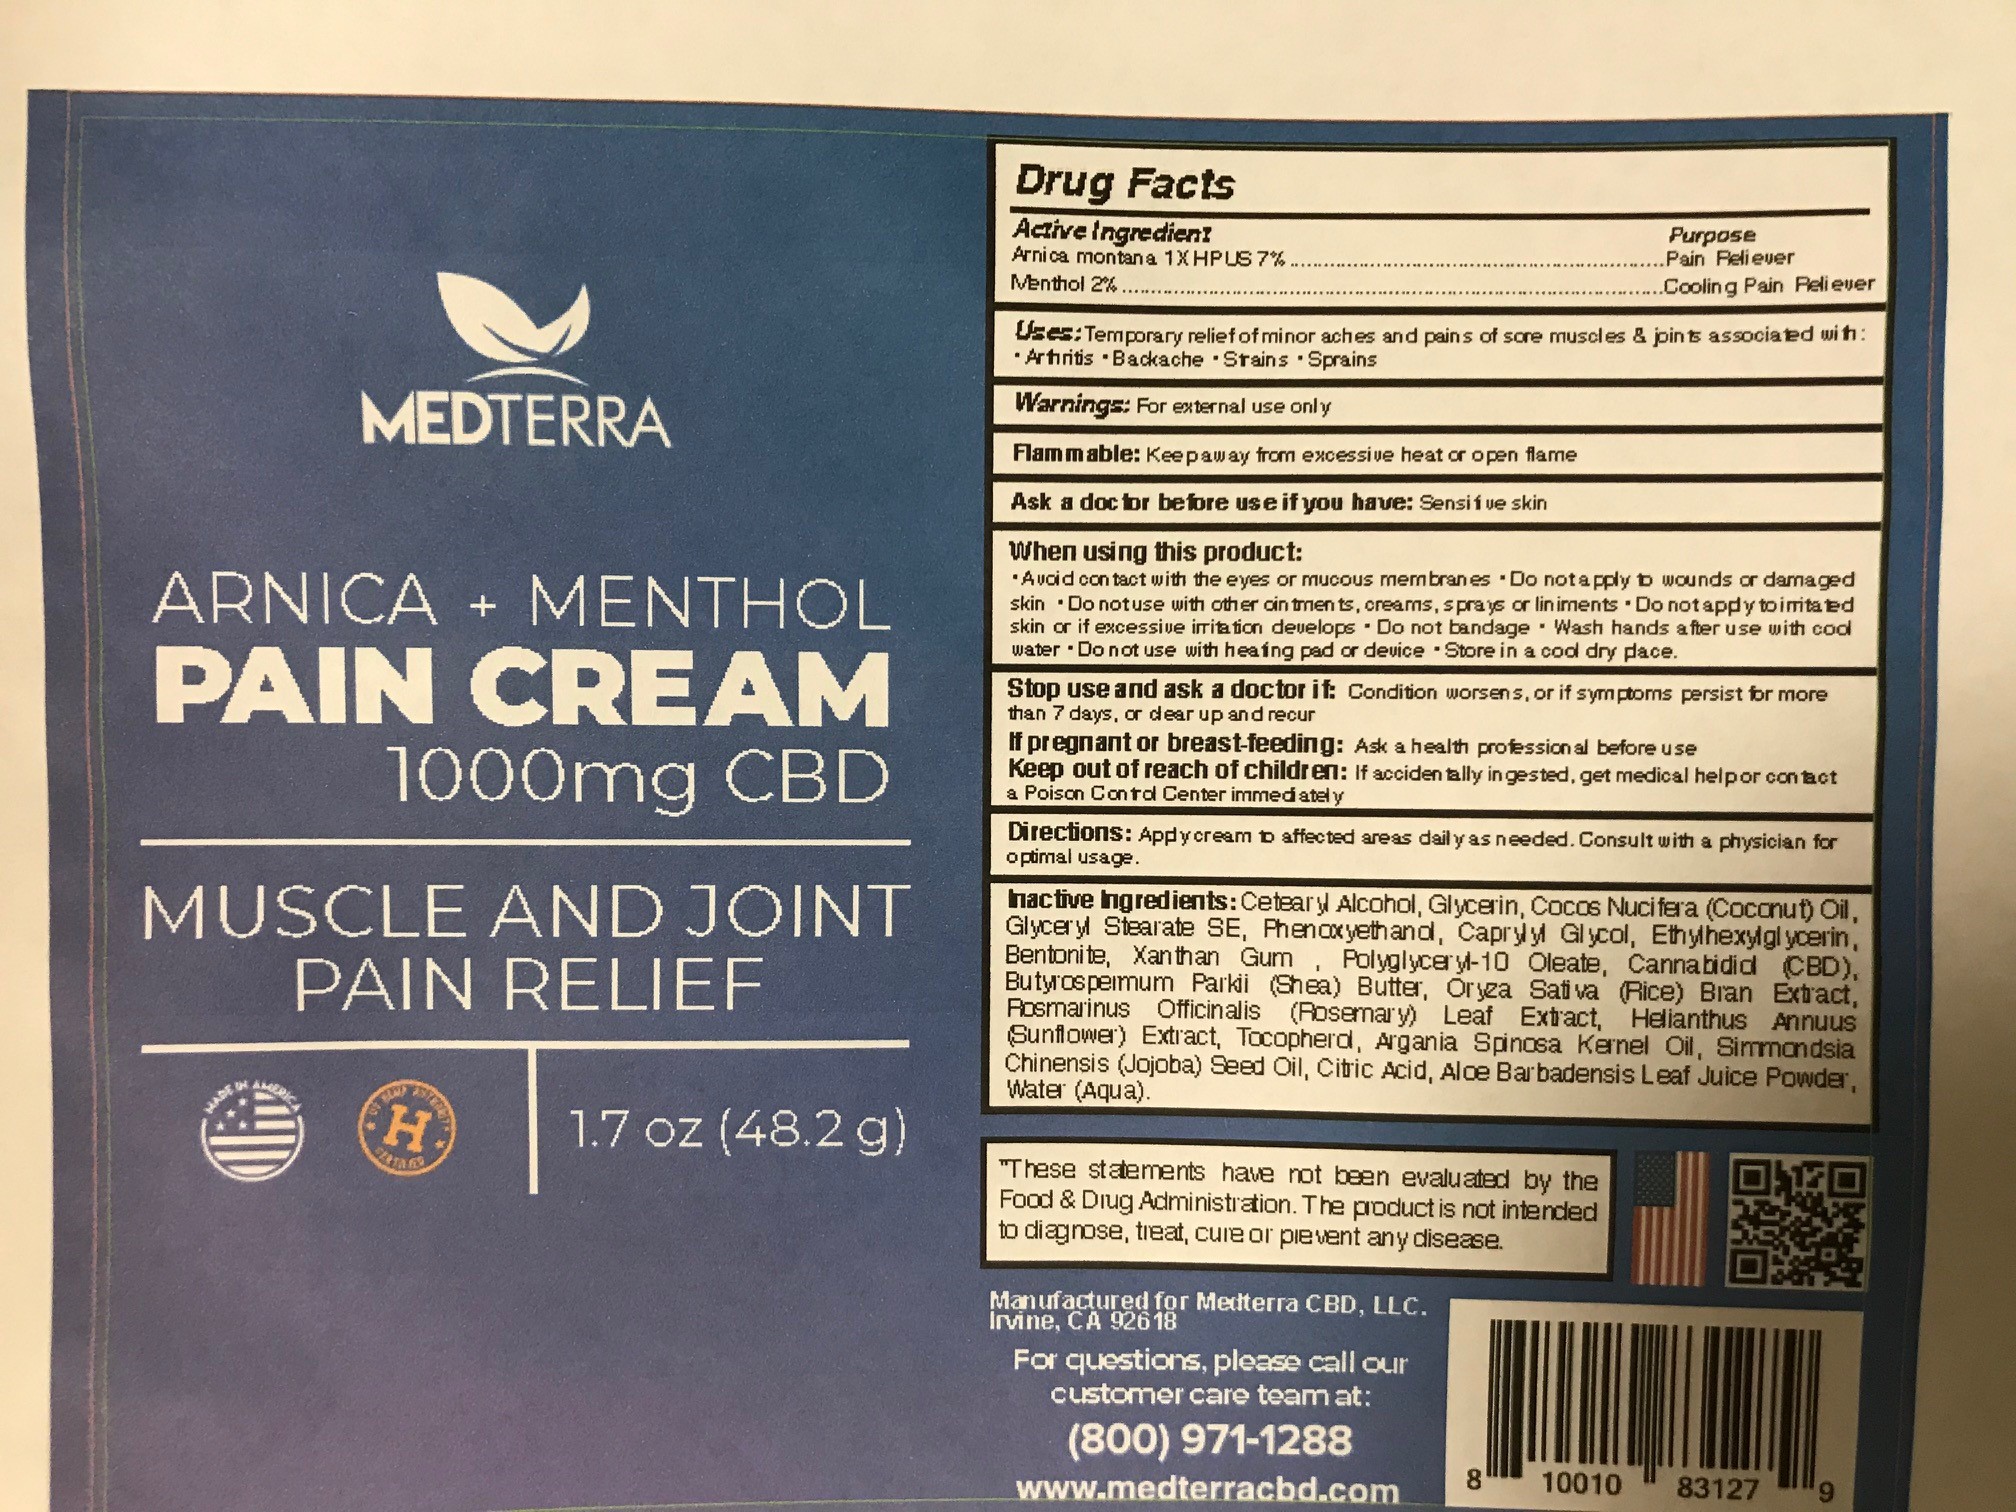 MEDTERRA
ARNICA + MENTHOL
PAIN CREAM
1000mg CBD
MUSCLE AND JOINT
PAIN RELIEF
MADE IN AMERICA
US HEMP AUTHORITY
H
CERTIFIED
1.7 oz (48.2 g)
Drug Facts
Active Ingredient Purpose
Arnica montana 1X HPUS 7%..........Pain Reliever
Menthol 2%..........Cooling Pain Reliever
Uses: Temporary relief of minor aches and pains of sore muscles & joints associated with:
• Arthritis • Backache • Strains • Sprains
Warnings: For external use only
Flammable: Keep away from excessive heat or open flame
Ask a doctor before use if you have: Sensitive skin
When using this product:
• Avoid contact with the eyes or mucous membranes • Do not apply to wounds or damaged
skin • Do not use with other ointments, creams, sprays or liniments • Do not apply to irritated
skin or if excessive irritation develops • Do not bandage • Wash hands after use with cool
water • Do not use with heating pad or device • Store in a cool dry place.
Stop use and ask a doctor if: Condition worsens, or if symptoms persist for more
than 7 days, or clear up and recur
If pregnant or breast-feeding: Ask a health professional before use
Keep out of reach of children: If accidentally ingested, get medical help or contact
a Poison Control Center immediately
Directions: Apply cream to affected areas daily as needed. Consult with a physician for
optimal usage.
Inactive Ingredients: Cetearyl Alcohol, Glycerin, Cocos Nucifera (Coconut) Oil,
Glyceryl Stearate SE, Phenoxyethanol, Caprylyl Glycol, Ethylhexylglycerin,
Bentonite, Xanthan Gum , Polyglyceryl-10 Oleate, Cannabidiol (CBD),
Butyrospermum Parkii (Shea) Butter, Oryza Sativa (Rice) Bran Extract,
Rosmarinus Officinalis (Rosemary) Leaf Extract, Helianthus Annuus
(Sunflower) Extract, Tocopherol, Argania Spinosa Kernel Oil, Simmondsia
Chinensis (Jojoba) Seed Oil, Citric Acid, Aloe Barbadensis Leaf Juice Powder,
Water (Aqua).
"These statements have not been evaluated by the
Food & Drug Administration. The product is not intended
to diagnose, treat, cure or prevent any disease.
Manufactured for Medterra CBD, LLC.
Irvine, CA 92618
For questions, please call our
customer care team at:
(800) 971-1288
www.medterracbd.com
8 10010 83127 9